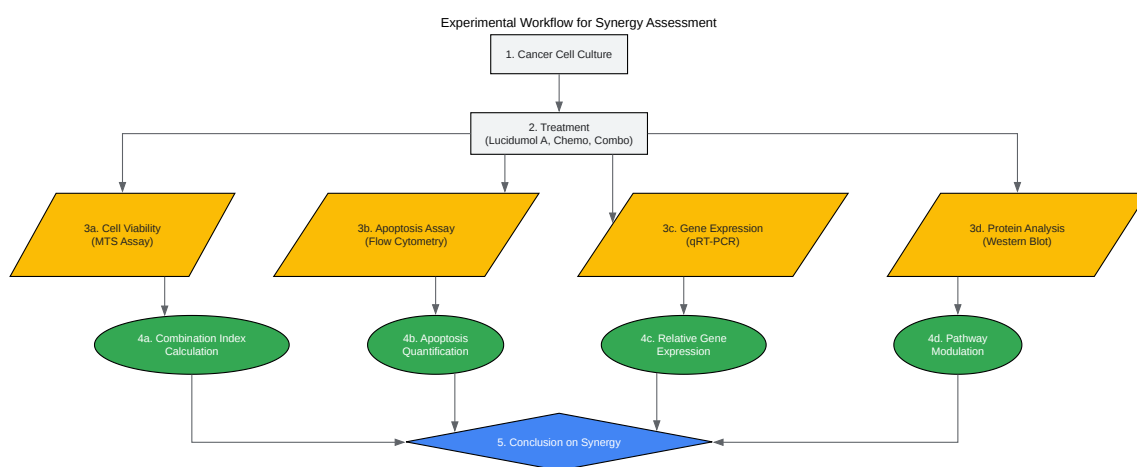 Experimental Workflow for Synergy Assessment
1. Cancer Cell Culture
2. Treatment
(Lucidumol A, Chemo, Combo)
3a. Cell Viability
(MTS Assay)
3b. Apoptosis Assay
(Flow Cytometry)
3c. Gene Expression
(qRT-PCR)
3d. Protein Analysis
(Western Blot)
4a. Combination Index
Calculation
4b. Apoptosis
Quantification
4c. Relative Gene
Expression
4d. Pathway
Modulation
5. Conclusion on Synergy